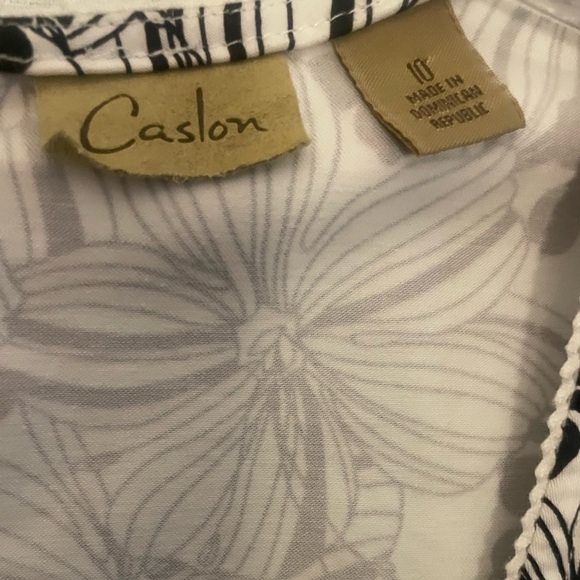 Caslon
10
MADE IN
DOMINICAN
REPUBLIC